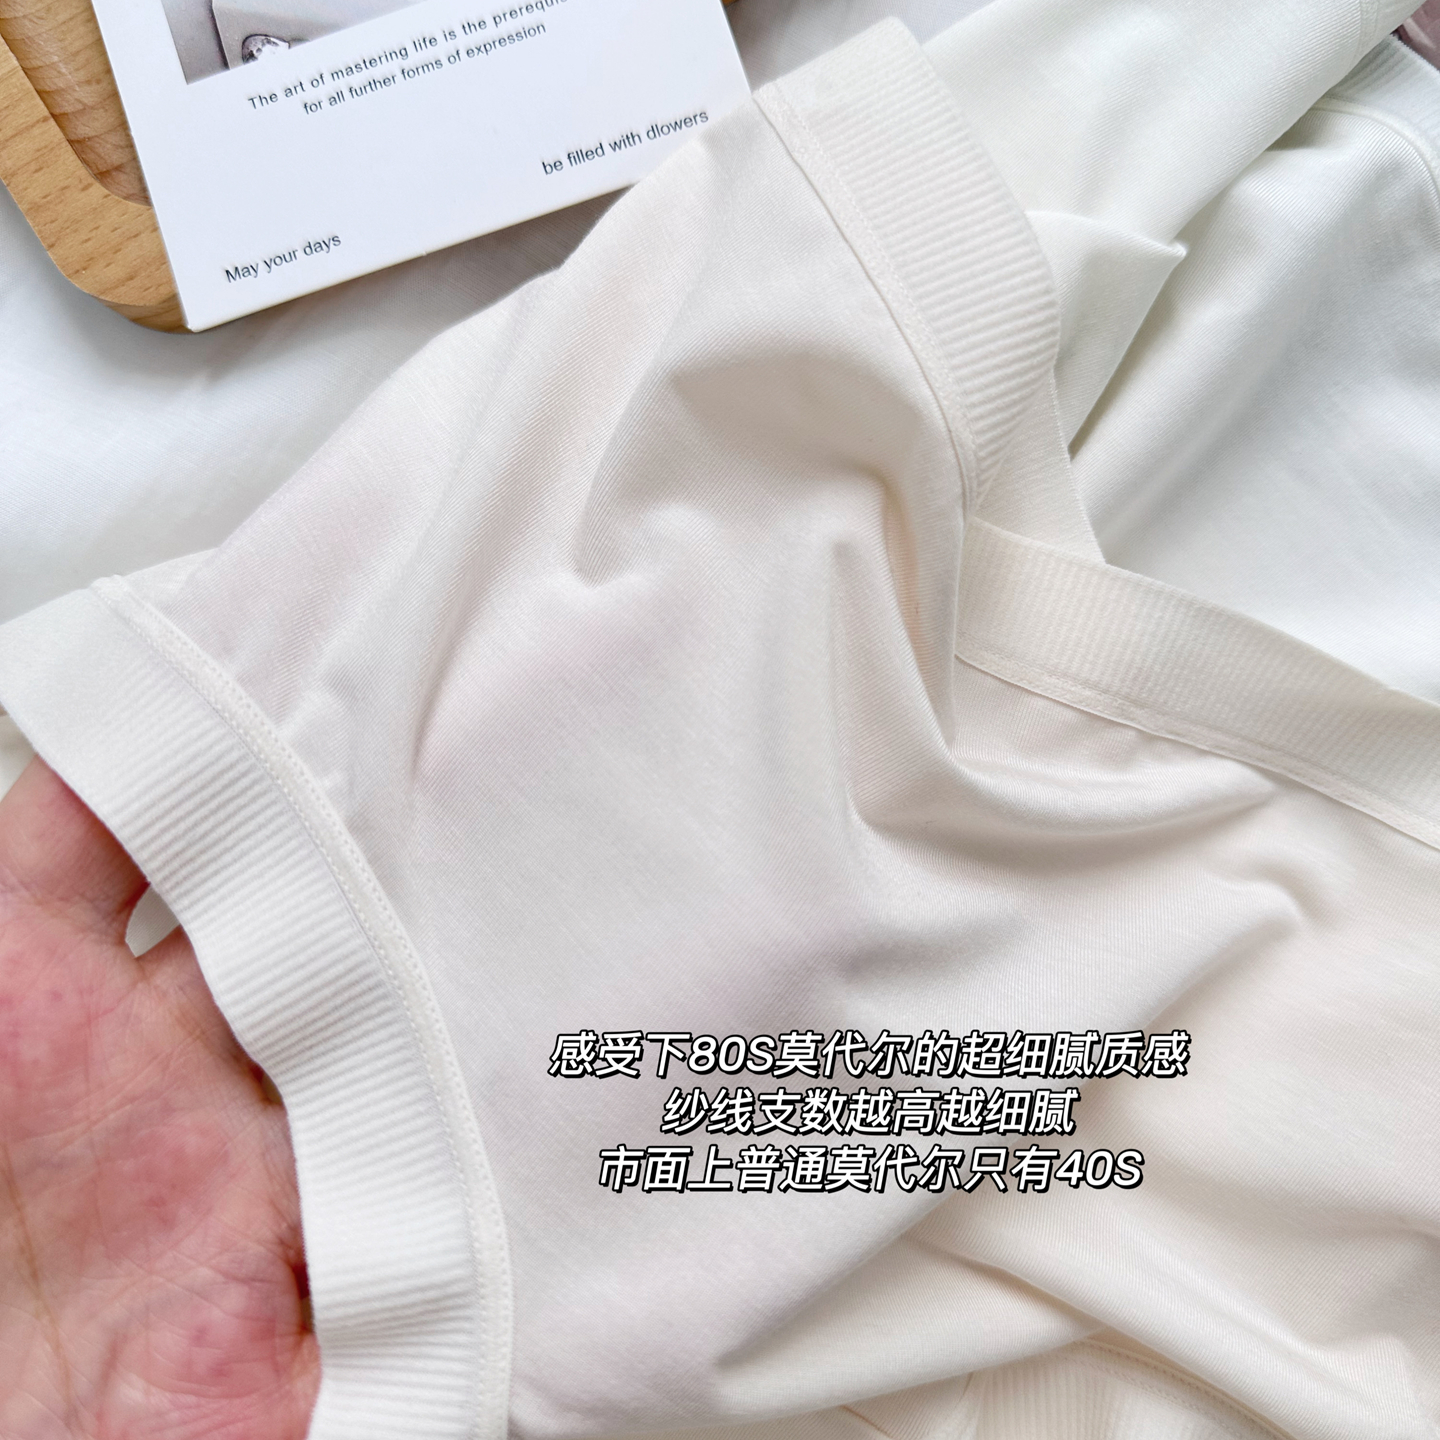 The art of mastering life is the prerequi
for all further forms of expression
be filled with dlowers
May your days
感受下80S莫代尔的超细腻质感
纱线支数越高越细腻
市面上普通莫代尔只有40S